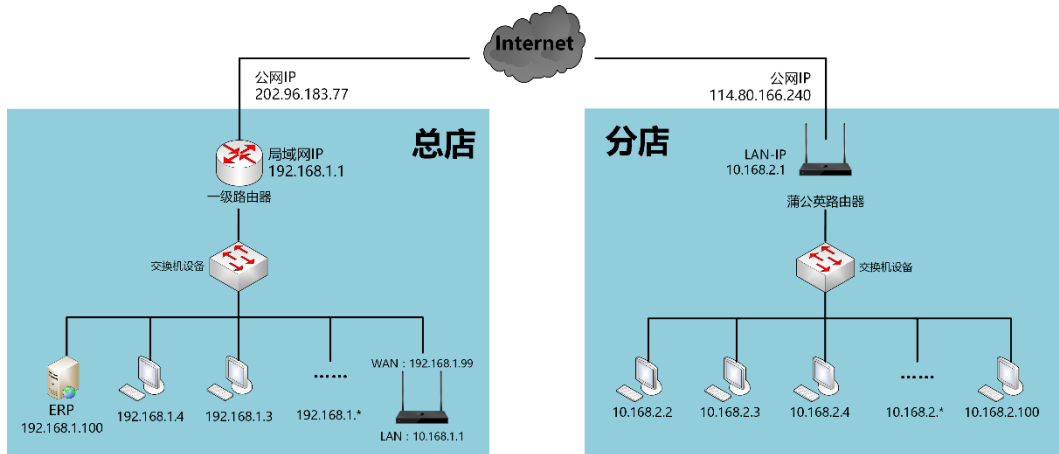 Internet
公网IP
202.96.183.77
公网IP
114.80.166.240
总店
局域网IP
192.168.1.1
一级路由器
交换机设备
WAN：192.168.1.99
ERP
192.168.1.100
192.168.1.4
192.168.1.3
……
192.168.1.*
LAN：10.168.1.1
分店
LAN-IP
10.168.2.1
蒲公英路由器
交换机设备
10.168.2.2
10.168.2.3
10.168.2.4
……
10.168.2.*
10.168.2.100